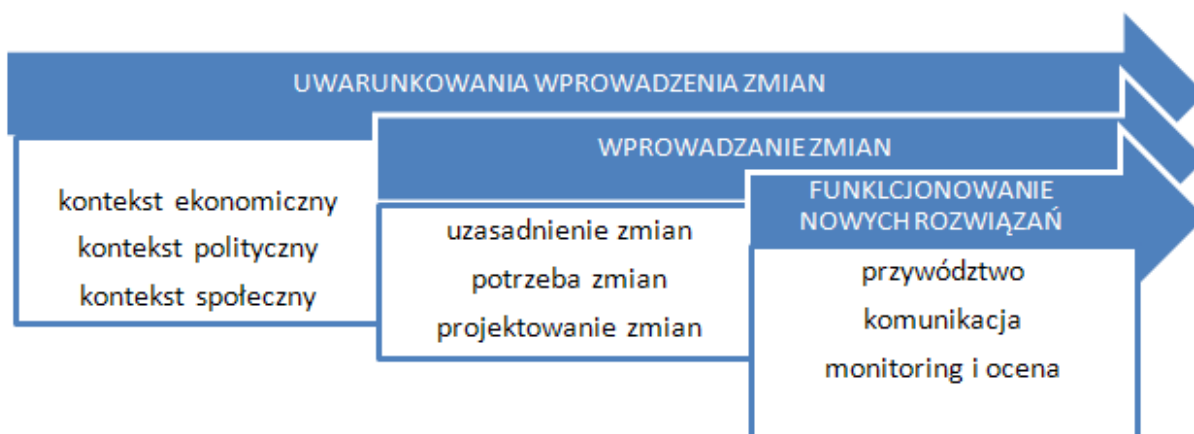 UWARUNKOWANIA WPROWADZENIA ZMIAN
kontekst ekonomiczny
kontekst polityczny
kontekst społeczny
WPROWADZANIE ZMIAN
uzasadnienie zmian
potrzeba zmian
projektowanie zmian
FUNKLCJONOWANIE
NOWYCH ROZWIĄZAŃ
przywództwo
komunikacja
monitoring i ocena